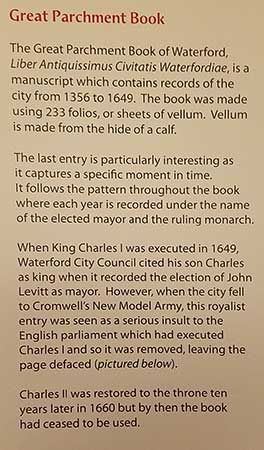 Great Parchment Book
The Great Parchment Book of Waterford,
Liber Antiquissimus Civitatis Waterfordiae, is a
manuscript which contains records of the
city from 1356 to 1649. The book was made
using 233 folios, or sheets of vellum. Vellum
is made from the hide of a calf.
The last entry is particularly interesting as
it captures a specific moment in time.
It follows the pattern throughout the book
where each year is recorded under the name
of the elected mayor and the ruling monarch.
When King Charles I was executed in 1649,
Waterford City Council cited his son Charles
as king when it recorded the election of John
Levitt as mayor. However, when the city fell
to Cromwell's New Model Army, this royalist
entry was seen as a serious insult to the
English parliament which had executed
Charles I and so it was removed, leaving the
page defaced (pictured below).
Charles II was restored to the throne ten
years later in 1660 but by then the book
had ceased to be used.